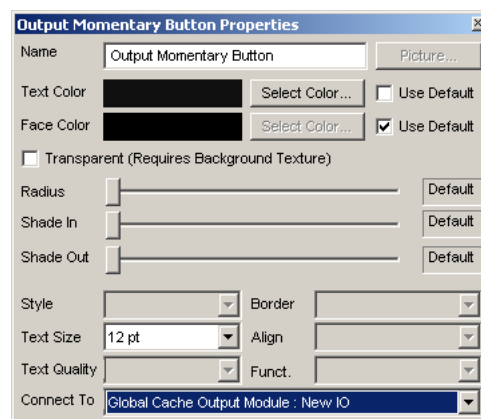 Output Momentary Button Properties
Name Output Momentary Button Picture...
Text Color Select Color... Use Default
Face Color Select Color... Use Default
Transparent (Requires Background Texture)
Radius Default
Shade In Default
Shade Out Default
Style Border
Text Size 12 pt Align
Text Quality Funct.
Connect To Global Cache Output Module : New IO